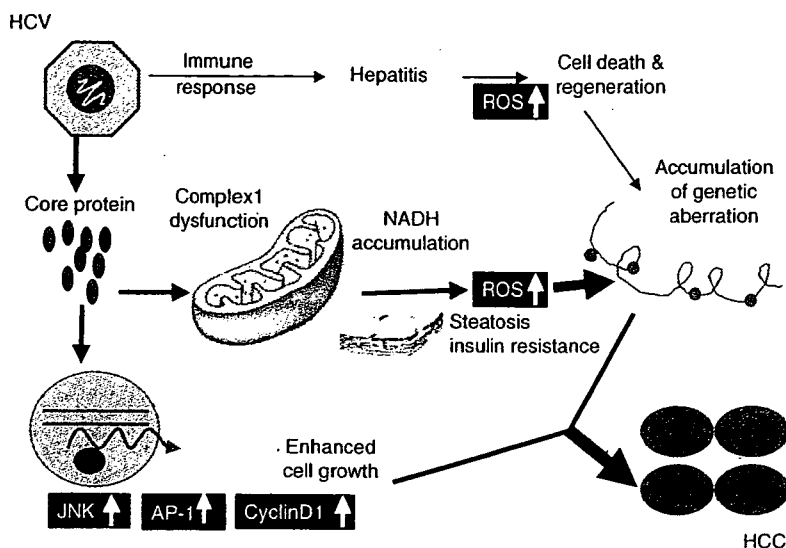 HCV
Immune
response
Hepatitis
ROS
Cell death &
regeneration
Core protein
Complex1
dysfunction
NADH
accumulation
ROS
Steatosis
insulin resistance
Accumulation
of genetic
aberration
Enhanced
cell growth
JNK
AP-1
CyclinD1
HCC